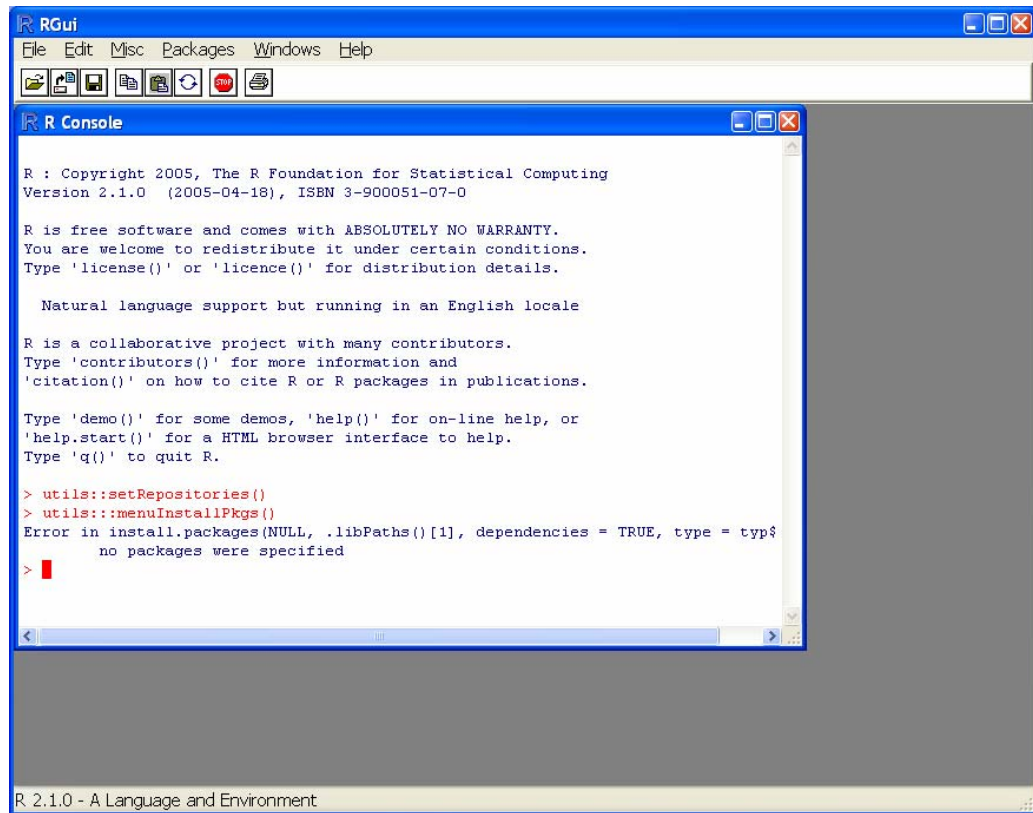 RGui
File Edit Misc Packages Windows Help
STOP
R Console
R : Copyright 2005, The R Foundation for Statistical Computing
Version 2.1.0  (2005-04-18), ISBN 3-900051-07-0
R is free software and comes with ABSOLUTELY NO WARRANTY.
You are welcome to redistribute it under certain conditions.
Type 'license()' or 'licence()' for distribution details.
Natural language support but running in an English locale
R is a collaborative project with many contributors.
Type 'contributors()' for more information and
'citation()' on how to cite R or R packages in publications.
Type 'demo()' for some demos, 'help()' for on-line help, or
'help.start()' for a HTML browser interface to help.
Type 'q()' to quit R.
> utils::setRepositories()
> utils:::menuInstallPkgs()
Error in install.packages(NULL, .libPaths()[1], dependencies = TRUE, type = typ$
no packages were specified
>
R 2.1.0 - A Language and Environment